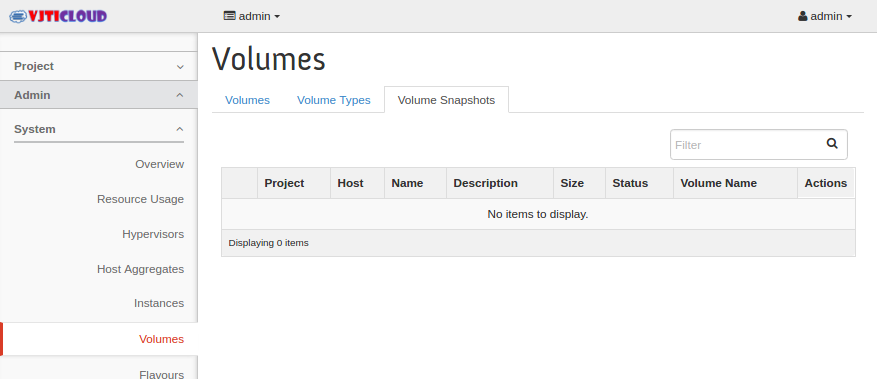 VJTICLOUD
admin
admin
Project
Admin
System
Overview
Resource Usage
Hypervisors
Host Aggregates
Instances
Volumes
Flavours
Volumes
Volumes Volume Types Volume Snapshots
Filter
Project Host Name Description Size Status Volume Name Actions
No items to display.
Displaying 0 items